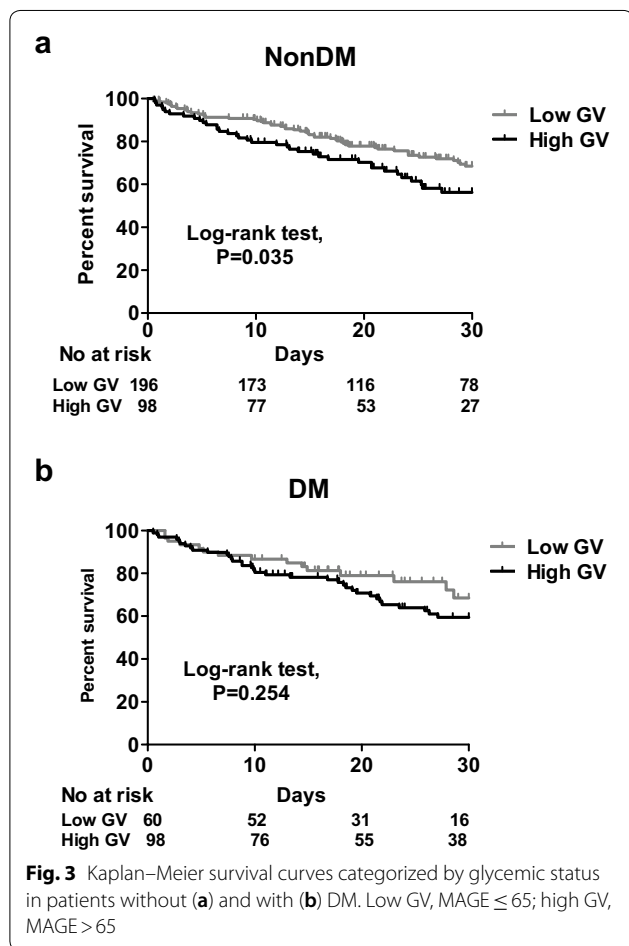 a
NonDM
100
80
60
40
20
0
Percent survival
Low GV
High GV
Log-rank test,
P=0.035
0 10 20 30
No at risk Days
Low GV 196 173 116 78
High GV 98 77 53 27
b
DM
100
80
60
40
20
0
Percent survival
Low GV
High GV
Log-rank test,
P=0.254
0 10 20 30
No at risk Days
Low GV 60 52 31 16
High GV 98 76 55 38
Fig. 3 Kaplan–Meier survival curves categorized by glycemic status
in patients without (a) and with (b) DM. Low GV, MAGE ≤ 65; high GV,
MAGE > 65